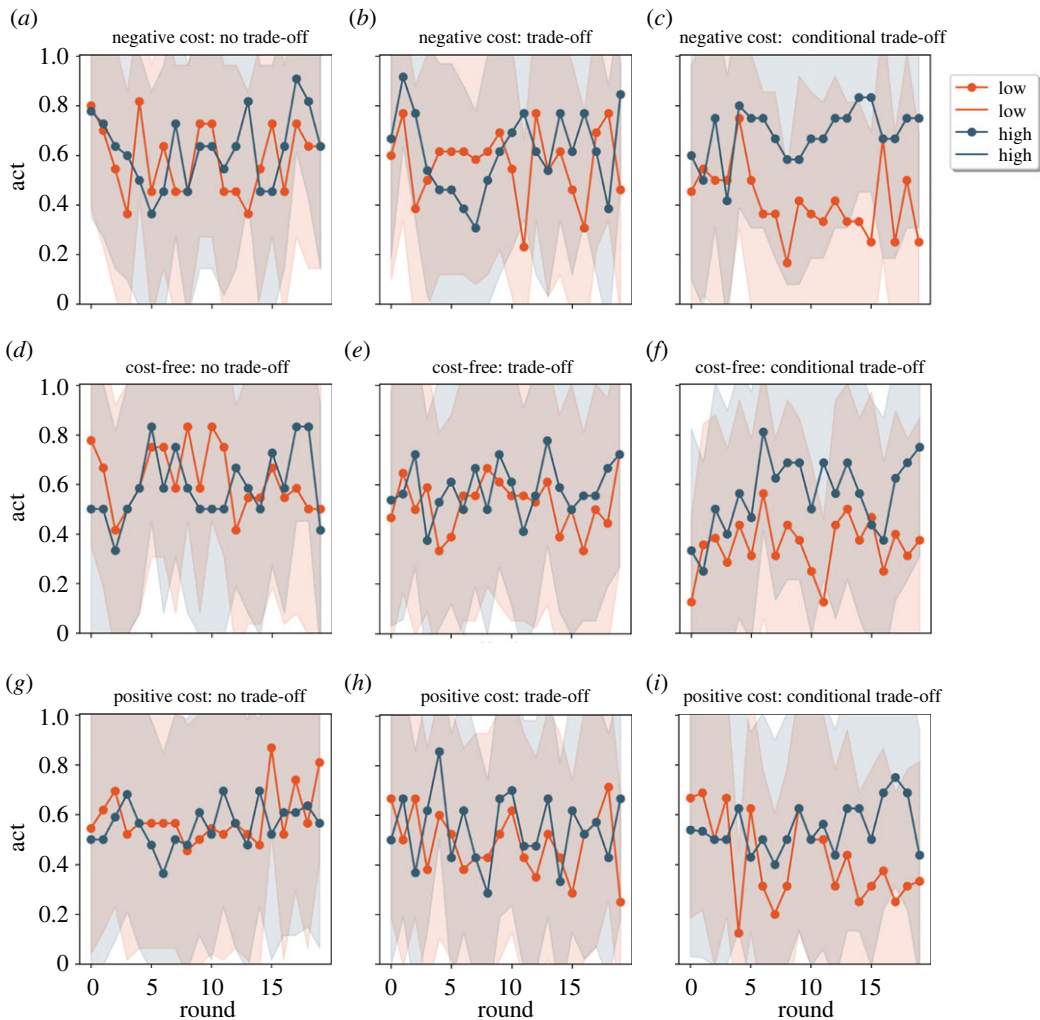 (a) (b) (c)
negative cost: no trade-off negative cost: trade-off negative cost: conditional trade-off
1.0
0.8
0.6
0.4
0.2
0
act
low
low
high
high
(d) (e) (f)
cost-free: no trade-off cost-free: trade-off cost-free: conditional trade-off
1.0
0.8
0.6
0.4
0.2
0
act
(g) (h) (i)
positive cost: no trade-off positive cost: trade-off positive cost: conditional trade-off
1.0
0.8
0.6
0.4
0.2
0
act
0 5 10 15 0 5 10 15 0 5 10 15
round round round